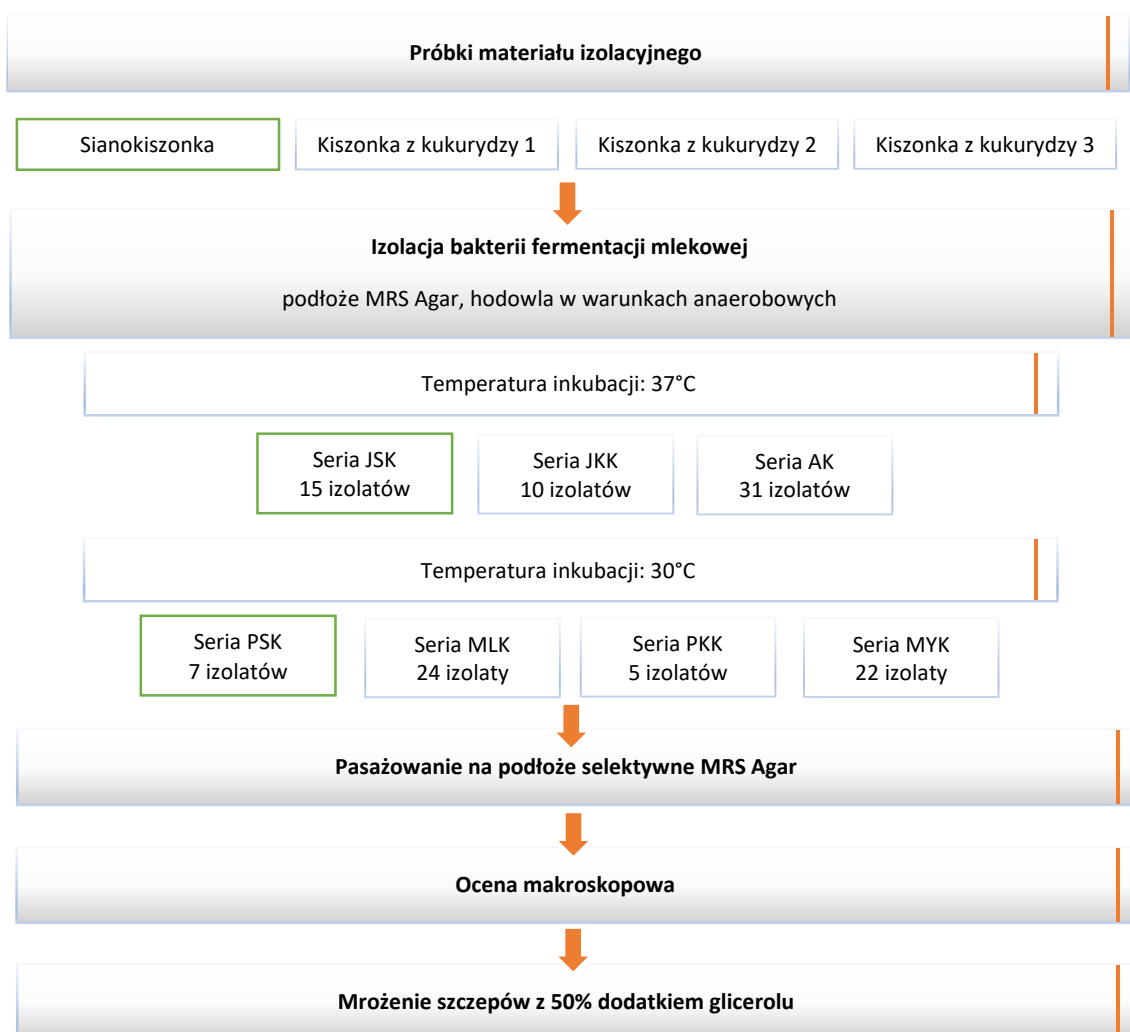 Próbki materiału izolacyjnego
Sianokiszonka
Kiszonka z kukurydzy 1
Kiszonka z kukurydzy 2
Kiszonka z kukurydzy 3
Izolacja bakterii fermentacji mlekowej
podłoże MRS Agar, hodowla w warunkach anaerobowych
Temperatura inkubacji: 37°C
Seria JSK
15 izolatów
Seria JKK
10 izolatów
Seria AK
31 izolatów
Temperatura inkubacji: 30°C
Seria PSK
7 izolatów
Seria MLK
24 izolaty
Seria PKK
5 izolatów
Seria MYK
22 izolaty
Pasażowanie na podłoże selektywne MRS Agar
Ocena makroskopowa
Mrożenie szczepów z 50% dodatkiem glicerolu